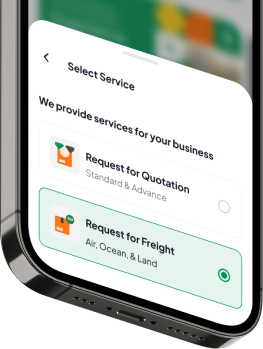 Select Service
We provide services for your business
Request for Quotation
Standard & Advance
Request for Freight
Air, Ocean, & Land